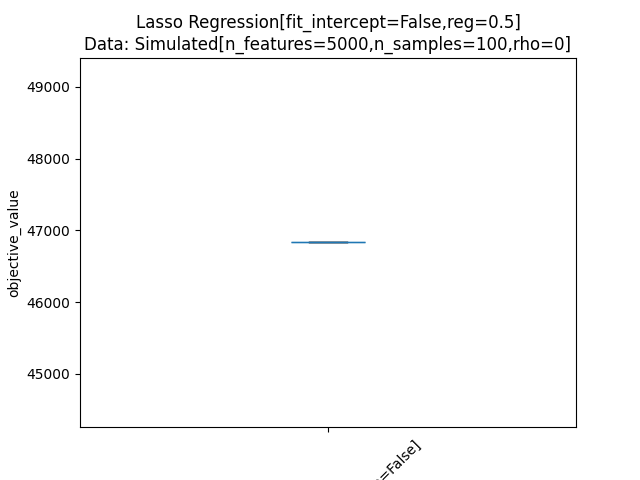 Lasso Regression[fit_intercept=False,reg=0.5]
Data: Simulated[n_features=5000,n_samples=100,rho=0]
49000
48000
47000
46000
45000
objective_value
=False]